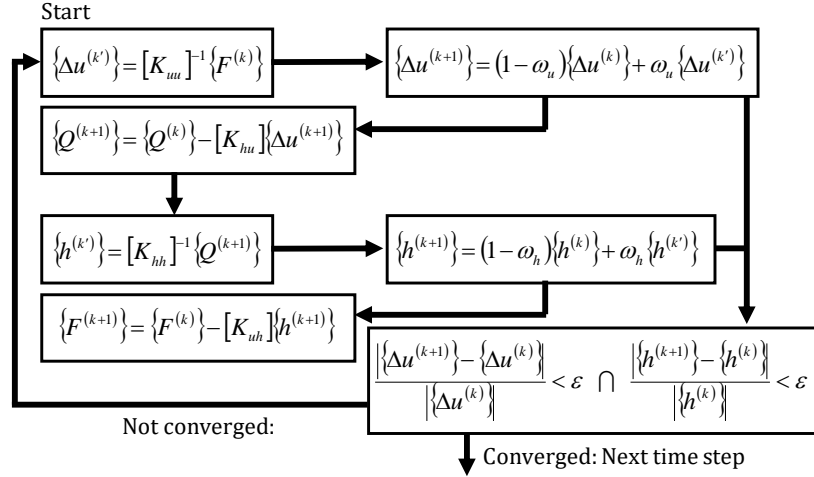 Start
{Δu^(k′)} = [K_uu]^−1 {F^(k)}
{Δu^(k+1)} = (1−ω_u){Δu^(k)} + ω_u {Δu^(k′)}
{Q^(k+1)} = {Q^(k)} − [K_hu]{Δu^(k+1)}
{h^(k′)} = [K_hh]^−1 {Q^(k+1)}
{h^(k+1)} = (1−ω_h){h^(k)} + ω_h {h^(k′)}
{F^(k+1)} = {F^(k)} − [K_uh]{h^(k+1)}
|{Δu^(k+1)} − {Δu^(k)}| / |{Δu^(k)}| < ε ∩ |{h^(k+1)} − {h^(k)}| / |{h^(k)}| < ε
Not converged:
Converged: Next time step